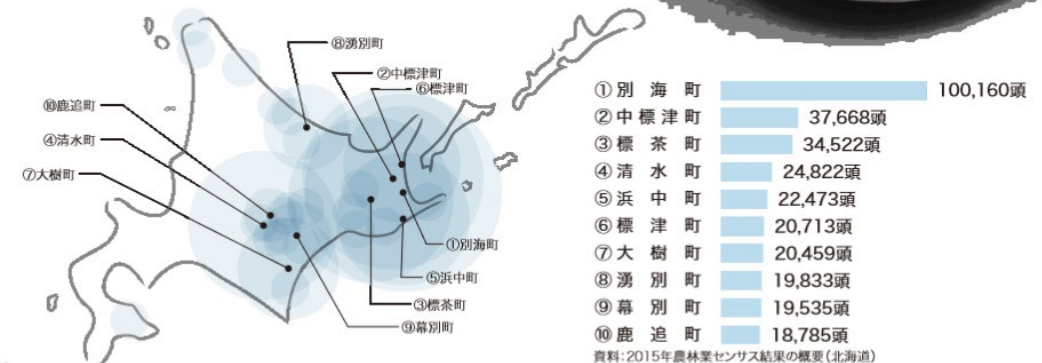 ⑧湧別町
②中標津町
⑥標津町
⑩鹿追町
④清水町
⑦大樹町
①別海町
⑤浜中町
③標茶町
⑨幕別町
①別海町 100,160頭
②中標津町 37,668頭
③標茶町 34,522頭
④清水町 24,822頭
⑤浜中町 22,473頭
⑥標津町 20,713頭
⑦大樹町 20,459頭
⑧湧別町 19,833頭
⑨幕別町 19,535頭
⑩鹿追町 18,785頭
資料:2015年農林業センサス結果の概要(北海道)